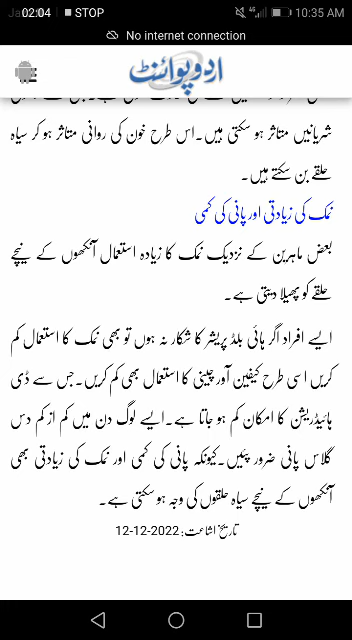 02:04 STOP 10:35 AM
No internet connection
اردو پوائنٹ
شریانیں متاثر ہو سکتی ہیں۔اس طرح خون کی روانی متاثر ہو کر سیاہ
حلقے بن سکتے ہیں۔
نمک کی زیادتی اور پانی کی کمی
بعض ماہرین کے نزدیک نمک کا زیادہ استعمال آنکھوں کے نیچے
حلقے کو پھیلا دیتی ہے۔
ایسے افراد اگر ہائی بلڈ پریشر کا شکار نہ ہوں تو بھی نمک کا استعمال کم
کریں اسی طرح کیفین آور چینی کا استعمال بھی کم کریں۔جس سے ڈی
ہائیڈریشن کا امکان کم ہو جاتا ہے۔ایسے لوگ دن میں کم از کم دس
گلاس پانی ضرور پئیں۔کیونکہ پانی کی کمی اور نمک کی زیادتی بھی
آنکھوں کے نیچے سیاہ حلقوں کی وجہ ہو سکتی ہے۔
تاریخ اشاعت: 2022-12-12